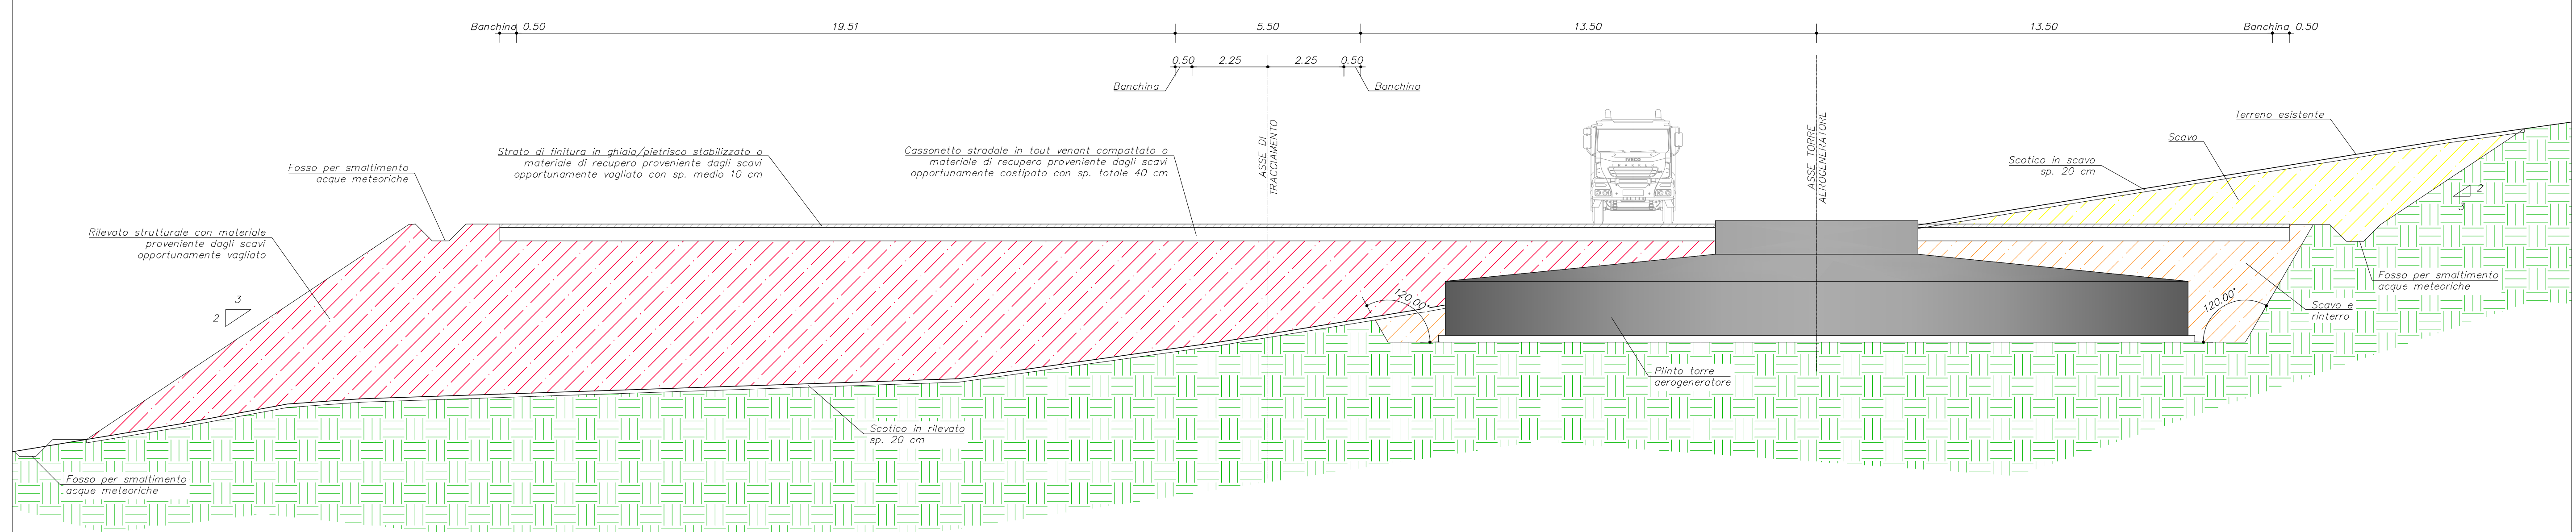 Banchina 0.50
19.51
5.50
13.50
13.50
Banchina 0.50
0.50
2.25
2.25
0.50
Banchina
Banchina
ASSE DI
TRACCIAMENTO
ASSE TORRE
AEROGENERATORE
Terreno esistente
Scavo
Scotico in scavo
sp. 20 cm
Strato di finitura in ghiaia/pietrisco stabilizzato o
materiale di recupero proveniente dagli scavi
opportunamente vagliato con sp. medio 10 cm
Cassonetto stradale in tout venant compattato o
materiale di recupero proveniente dagli scavi
opportunamente costipato con sp. totale 40 cm
Fosso per smaltimento
acque meteoriche
IVECO
2
3
Rilevato strutturale con materiale
proveniente dagli scavi
opportunamente vagliato
3
2
120.00°
120.00°
Fosso per smaltimento
acque meteoriche
Scavo e
rinterro
Plinto torre
aerogeneratore
Scotico in rilevato
sp. 20 cm
Fosso per smaltimento
acque meteoriche